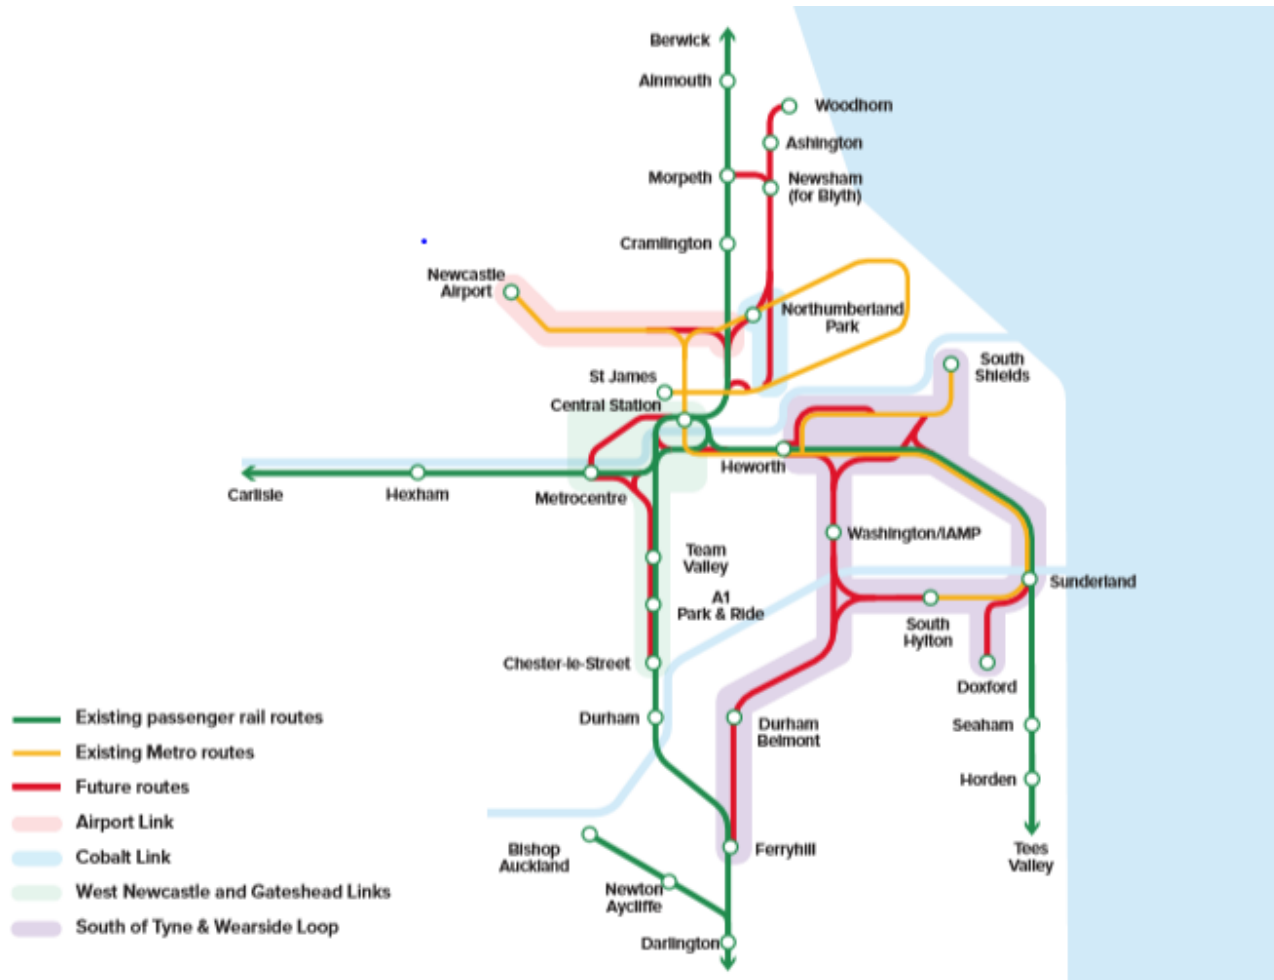 Berwick
Alnmouth
Woodhorn
Ashington
Morpeth
Newsham
(for Blyth)
Cramlington
Newcastle
Airport
Northumberland
Park
St James
South
Shields
Central Station
Heworth
Carlisle
Hexham
Metrocentre
Washington/IAMP
Team
Valley
Sunderland
A1
Park & Ride
South
Hylton
Chester-le-Street
Doxford
Durham
Durham
Belmont
Seaham
Horden
Bishop
Auckland
Ferryhill
Tees
Valley
Newton
Aycliffe
Darlington
Existing passenger rail routes
Existing Metro routes
Future routes
Airport Link
Cobalt Link
West Newcastle and Gateshead Links
South of Tyne & Wearside Loop